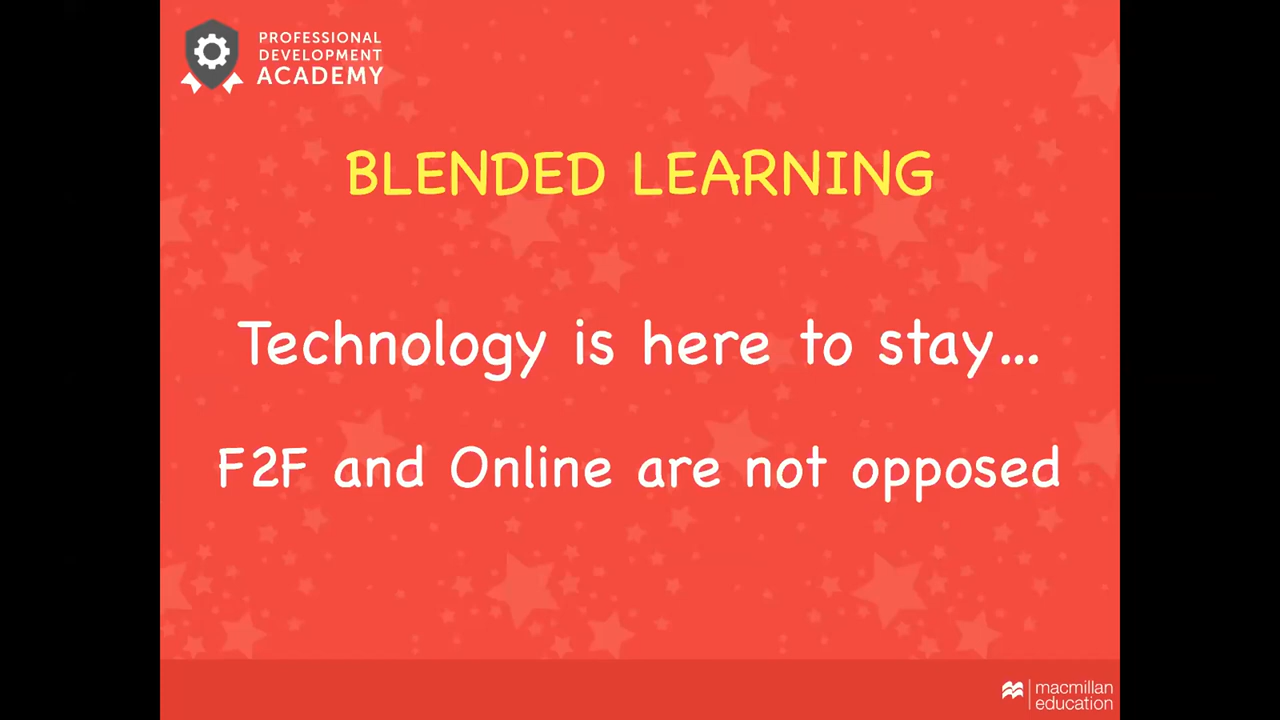 PROFESSIONAL
DEVELOPMENT
ACADEMY
BLENDED LEARNING
Technology is here to stay...
F2F and Online are not opposed
macmillan
education